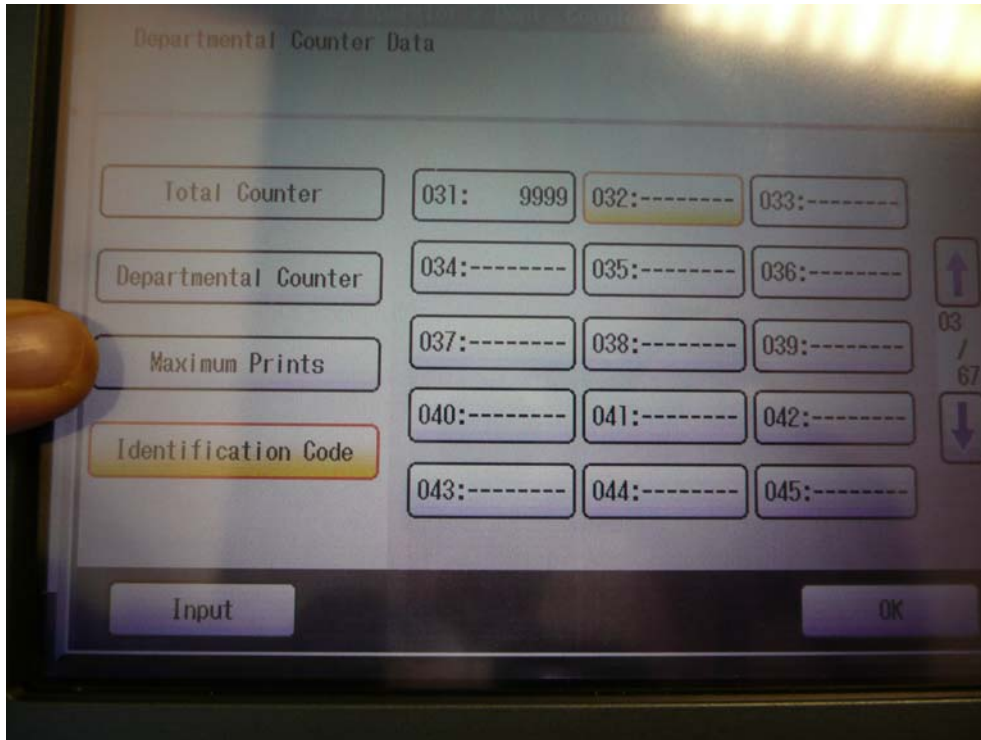 Departmental Counter Data
Total Counter
031: 9999
032:--------
033:--------
Departmental Counter
034:--------
035:--------
036:--------
Maximum Prints
037:--------
038:--------
039:--------
03
/
67
Identification Code
040:--------
041:--------
042:--------
043:--------
044:--------
045:--------
Input
OK